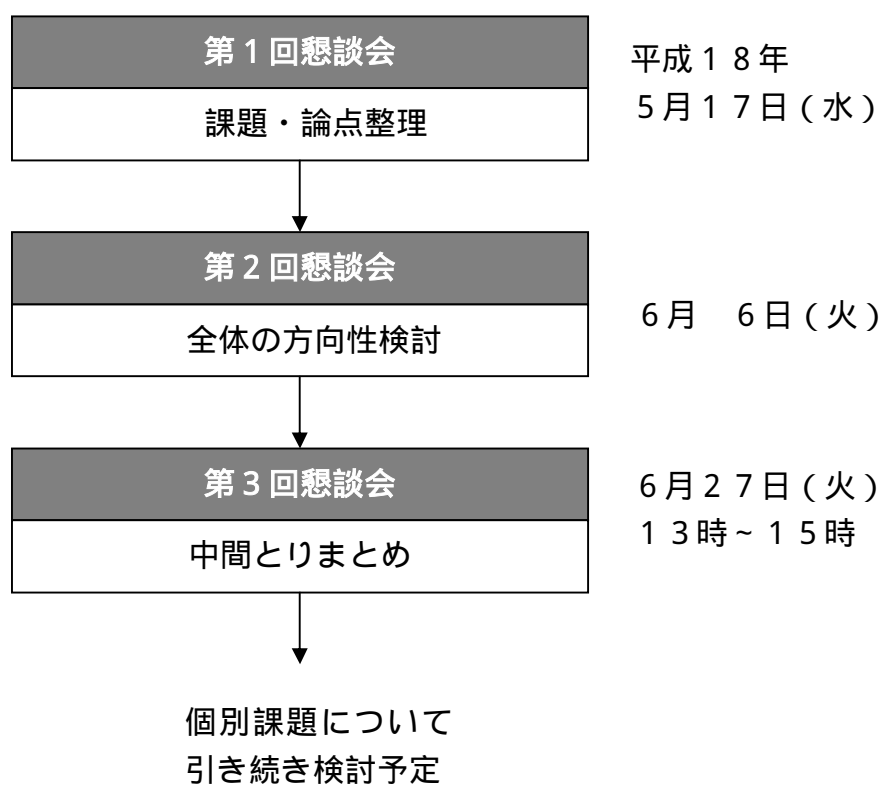 第１回懇談会
課題・論点整理
平成１８年
５月１７日（水）
第２回懇談会
全体の方向性検討
６月　６日（火）
第３回懇談会
中間とりまとめ
６月２７日（火）
１３時～１５時
個別課題について
引き続き検討予定